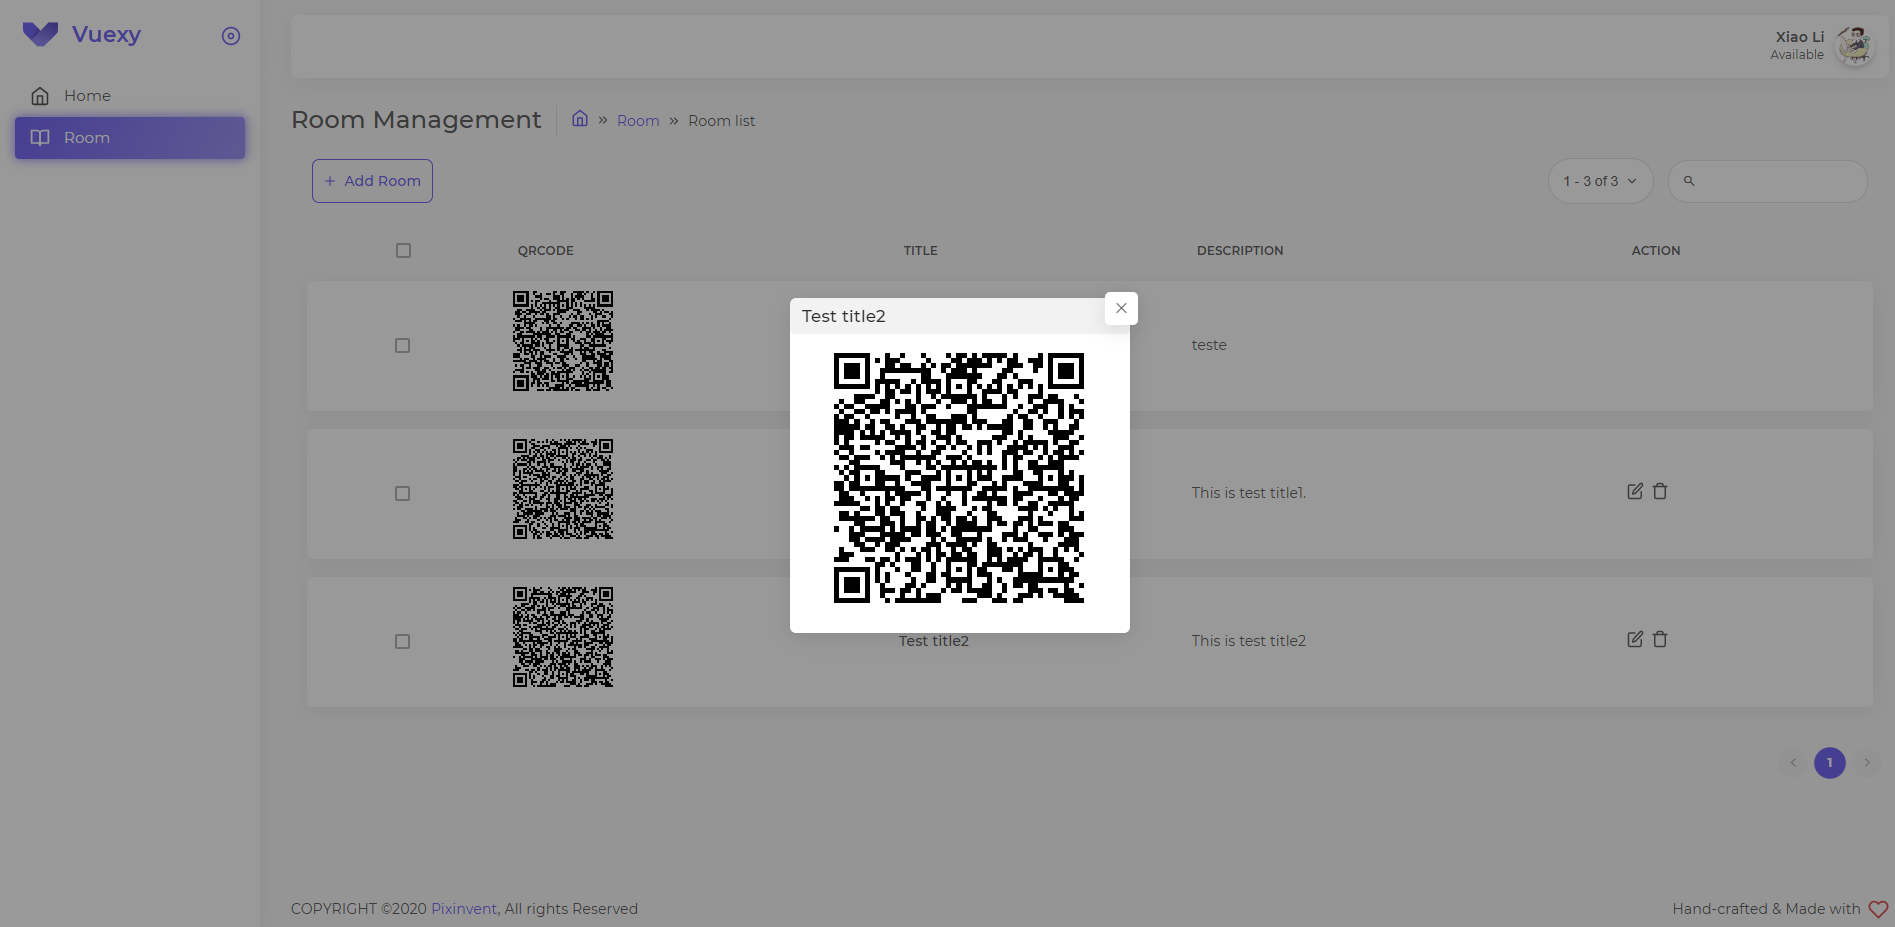 Vuexy
Home
Room
Xiao Li
Available
Room Management
Room
Room list
+ Add Room
1 - 3 of 3
QRCODE
TITLE
DESCRIPTION
ACTION
Test title2
teste
This is test title1.
Test title2
This is test title2
1
COPYRIGHT ©2020 Pixinvent, All rights Reserved
Hand-crafted & Made with